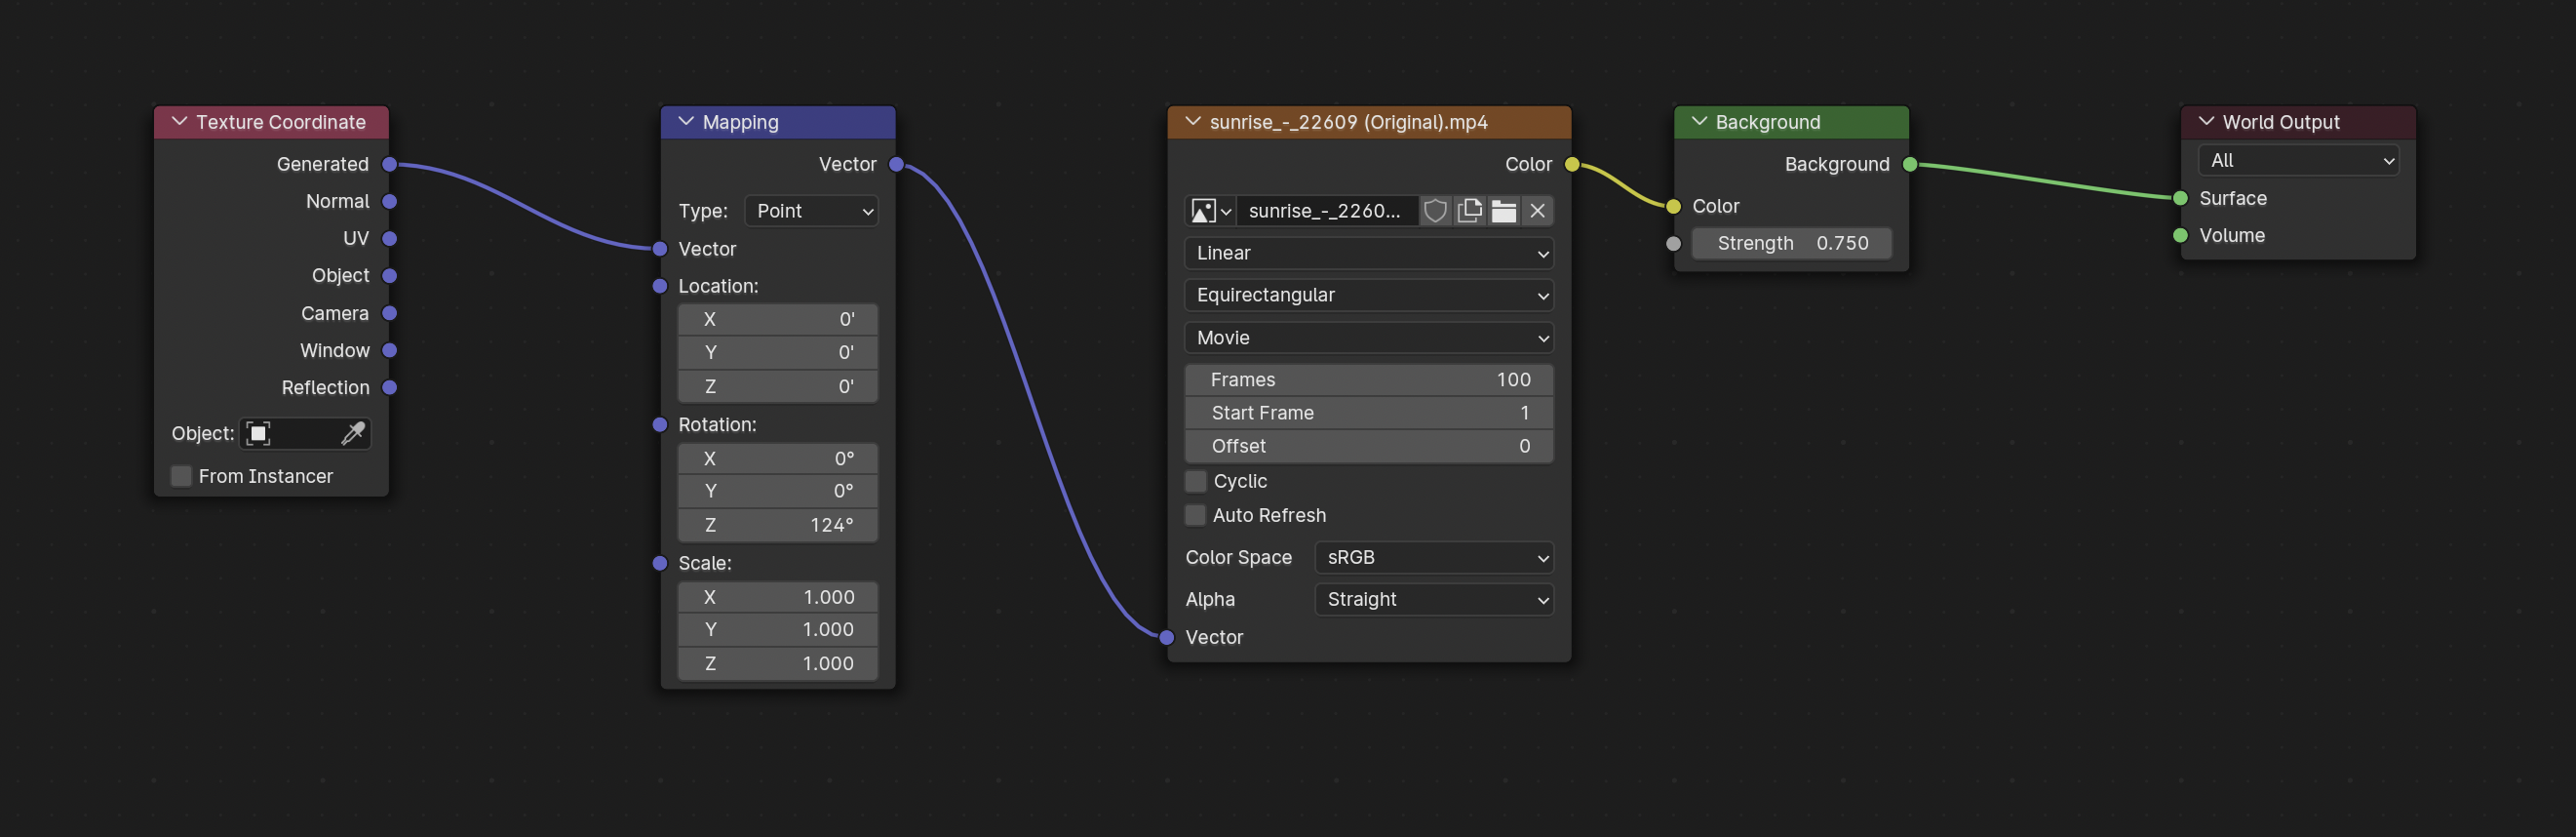 Texture Coordinate
Generated
Normal
UV
Object
Camera
Window
Reflection
Object:
From Instancer
Mapping
Vector
Type: Point
Vector
Location:
X 0'
Y 0'
Z 0'
Rotation:
X 0°
Y 0°
Z 124°
Scale:
X 1.000
Y 1.000
Z 1.000
sunrise_-_22609 (Original).mp4
Color
sunrise_-_2260...
Linear
Equirectangular
Movie
Frames 100
Start Frame 1
Offset 0
Cyclic
Auto Refresh
Color Space sRGB
Alpha Straight
Vector
Background
Background
Color
Strength 0.750
World Output
All
Surface
Volume